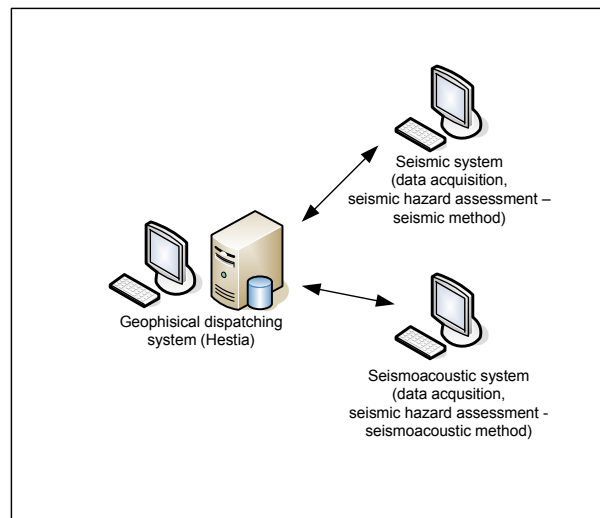 Seismic system
(data acquisition,
seismic hazard assessment –
seismic method)
Geophisical dispatching
system (Hestia)
Seismoacoustic system
(data acqusition,
seismic hazard assessment -
seismoacoustic method)